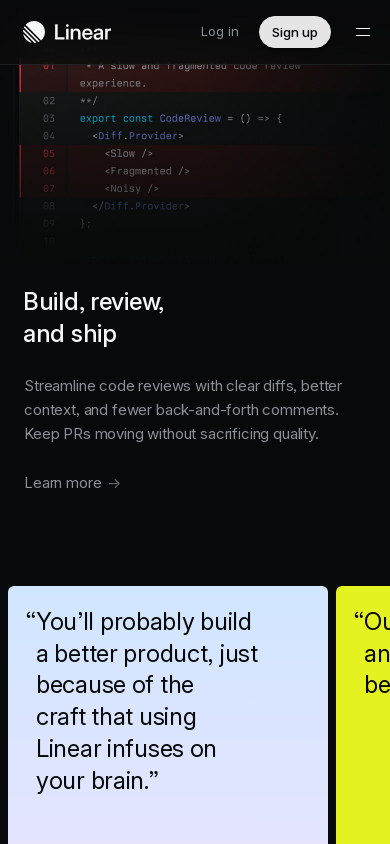 Linear
Log in
Sign up
01 * A slow and fragmented code review
experience.
02 **/
03 export const CodeReview = () => {
04 <Diff.Provider>
05 <Slow />
06 <Fragmented />
07 <Noisy />
08 </Diff.Provider>
09 };
Build, review,
and ship
Streamline code reviews with clear diffs, better
context, and fewer back-and-forth comments.
Keep PRs moving without sacrificing quality.
Learn more →
“You’ll probably build
a better product, just
because of the
craft that using
Linear infuses on
your brain.”
“Ou
an
be